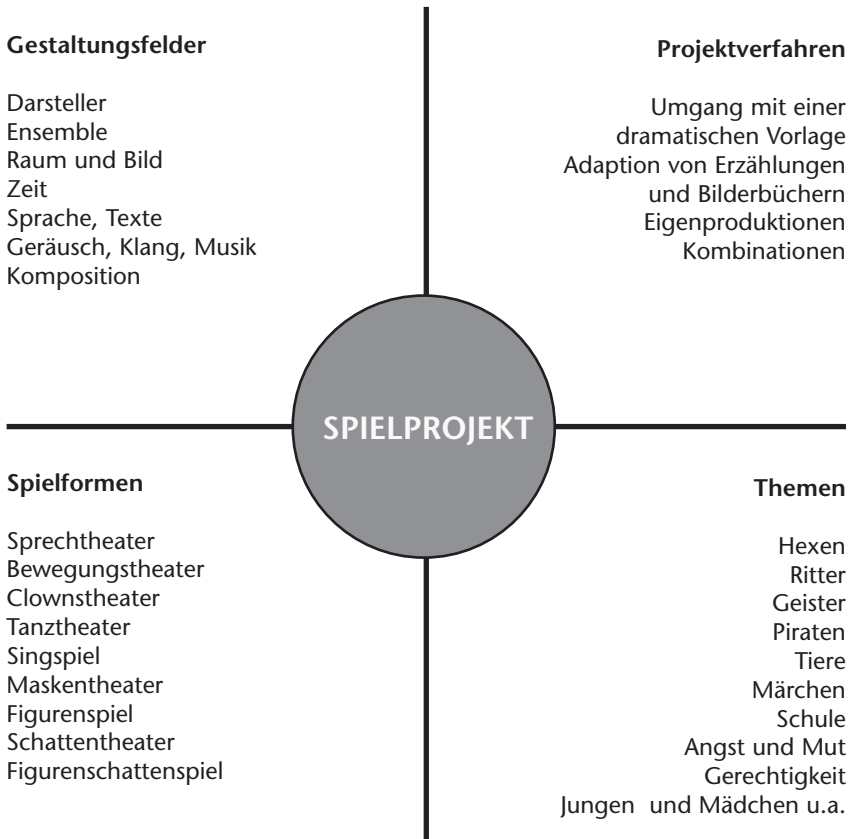 Gestaltungsfelder
Darsteller
Ensemble
Raum und Bild
Zeit
Sprache, Texte
Geräusch, Klang, Musik
Komposition
Projektverfahren
Umgang mit einer
dramatischen Vorlage
Adaption von Erzählungen
und Bilderbüchern
Eigenproduktionen
Kombinationen
SPIELPROJEKT
Spielformen
Sprechtheater
Bewegungstheater
Clownstheater
Tanztheater
Singspiel
Maskentheater
Figurenspiel
Schattentheater
Figurenschattenspiel
Themen
Hexen
Ritter
Geister
Piraten
Tiere
Märchen
Schule
Angst und Mut
Gerechtigkeit
Jungen  und Mädchen u.a.